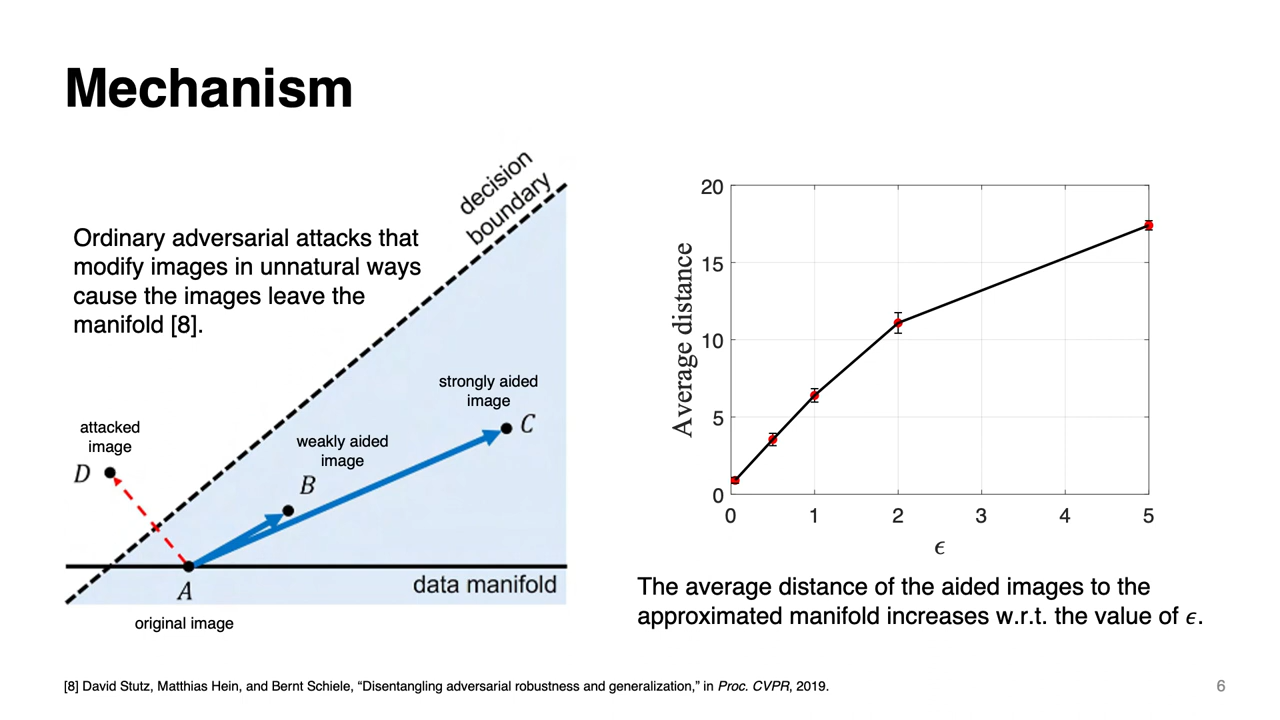 Mechanism
Ordinary adversarial attacks that
modify images in unnatural ways
cause the images leave the
manifold [8].
decision
boundary
strongly aided
image
C
attacked
image
D
weakly aided
image
B
A
data manifold
original image
Average distance
20
15
10
5
0
0 1 2 3 4 5
ϵ
The average distance of the aided images to the
approximated manifold increases w.r.t. the value of ϵ.
[8] David Stutz, Matthias Hein, and Bernt Schiele, “Disentangling adversarial robustness and generalization,” in Proc. CVPR, 2019.
6